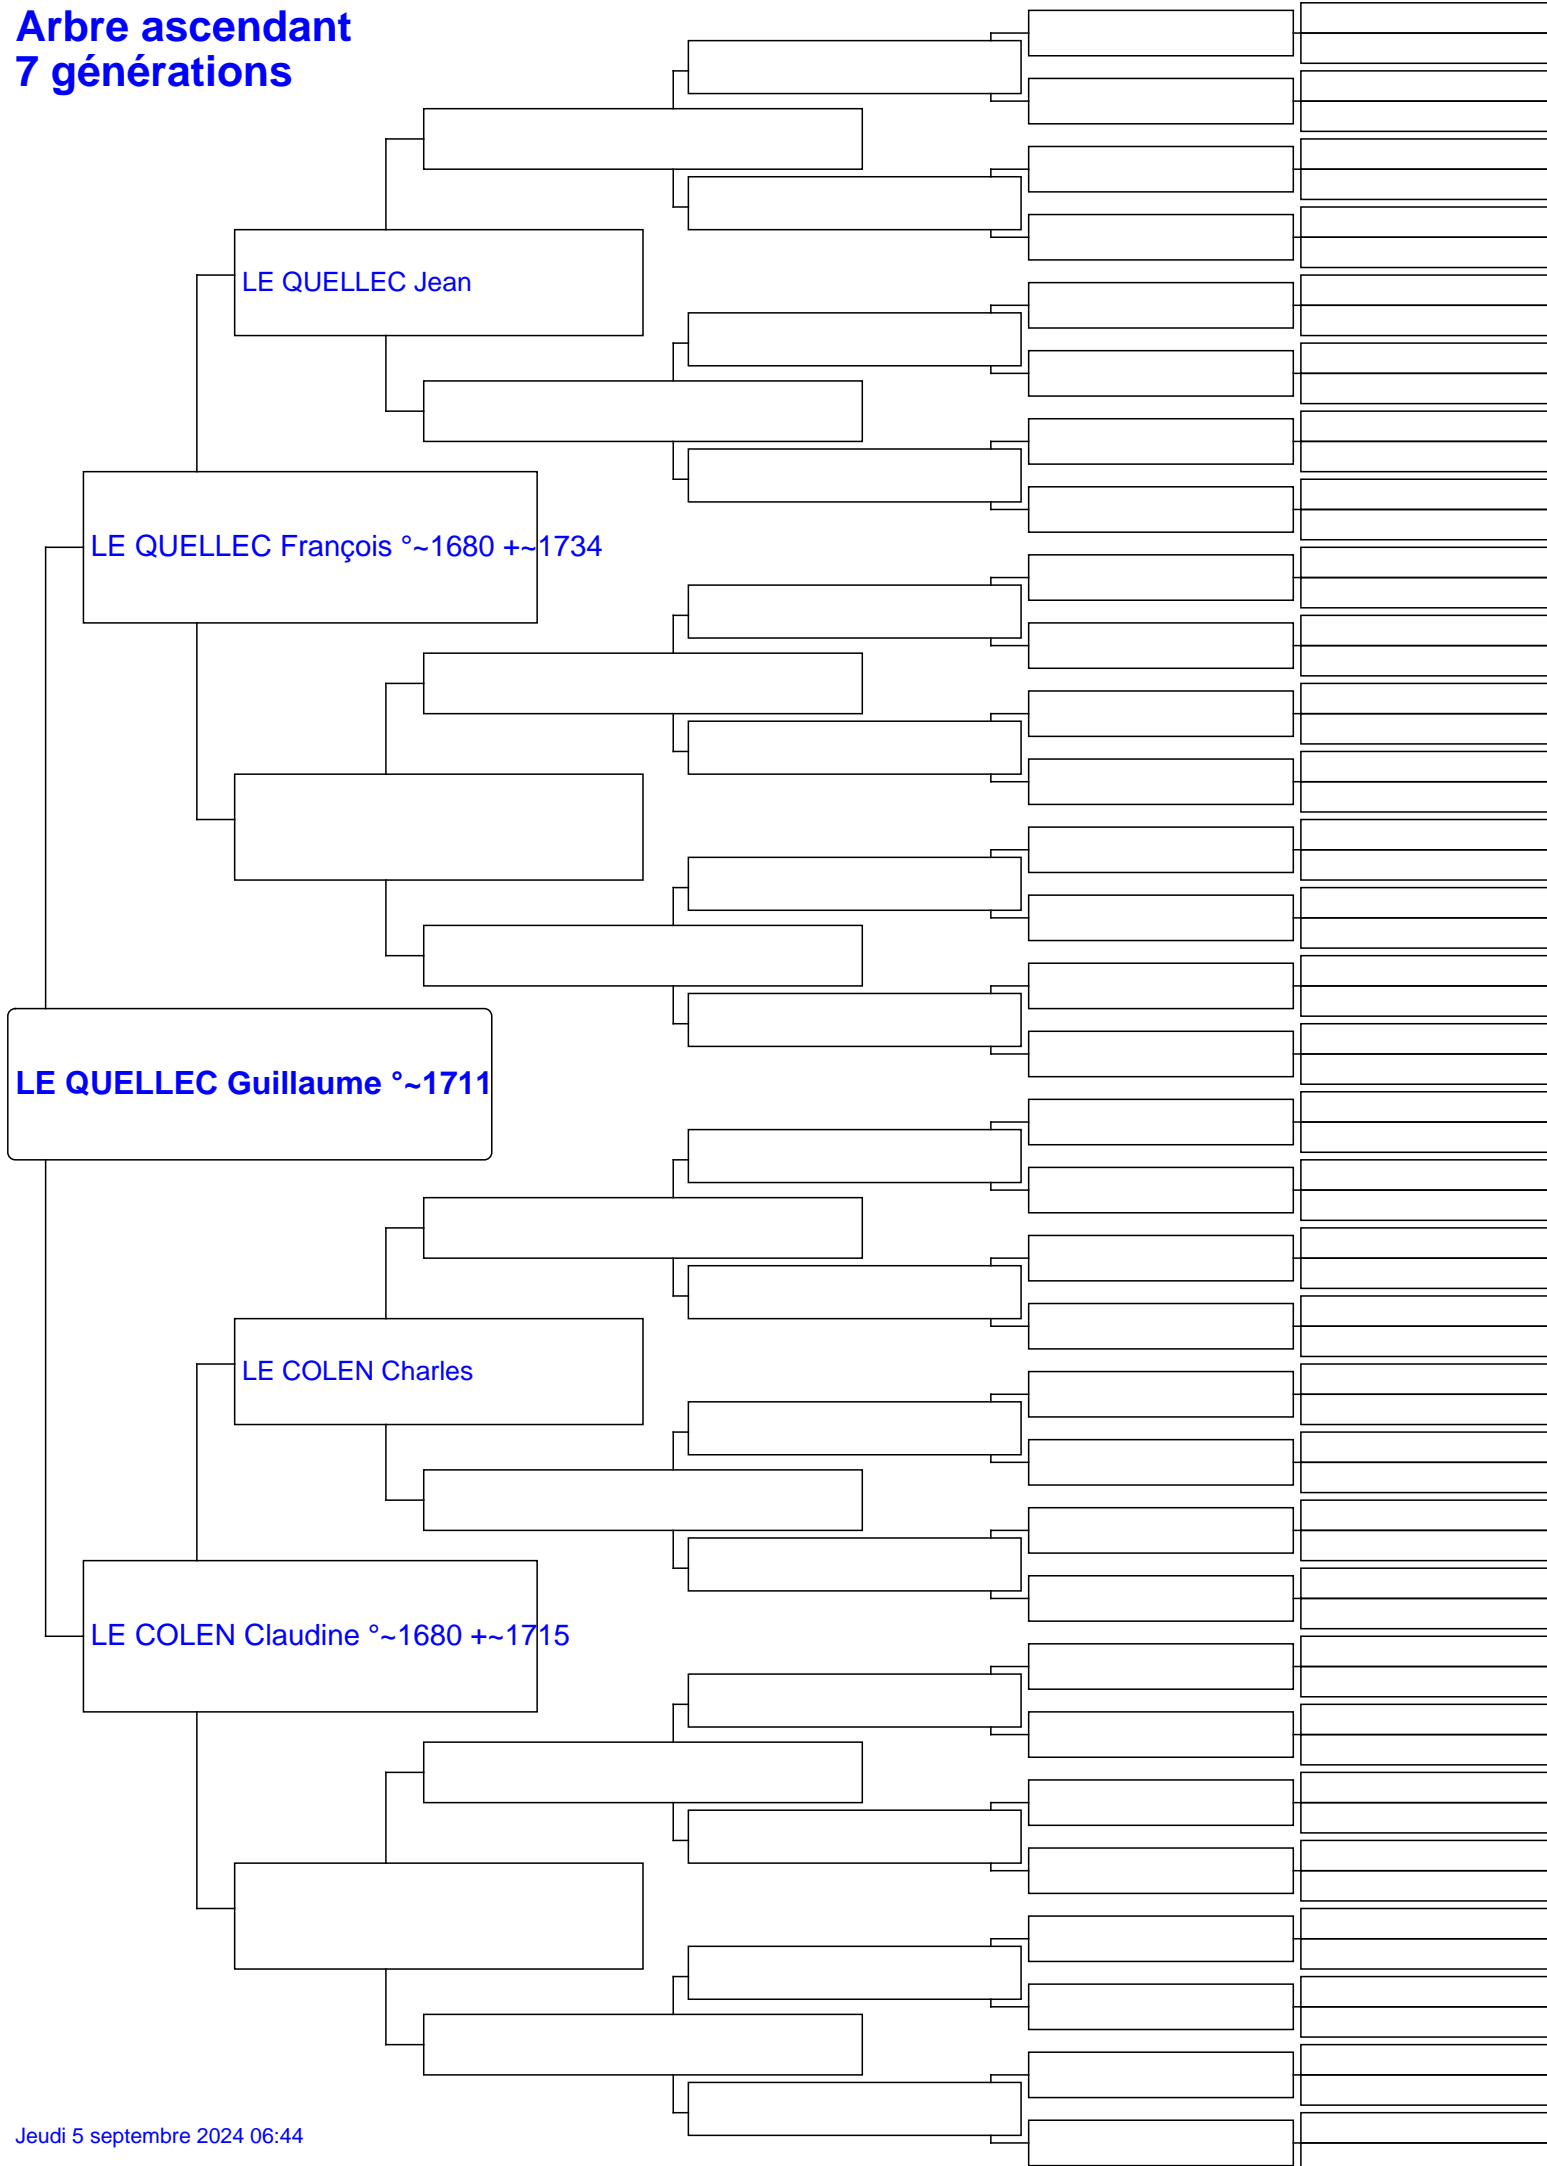 Arbre ascendant
7 générations
LE QUELLEC Jean
LE QUELLEC François °~1680 +~1734
LE QUELLEC Guillaume °~1711
LE COLEN Charles
LE COLEN Claudine °~1680 +~1715
Jeudi 5 septembre 2024 06:44